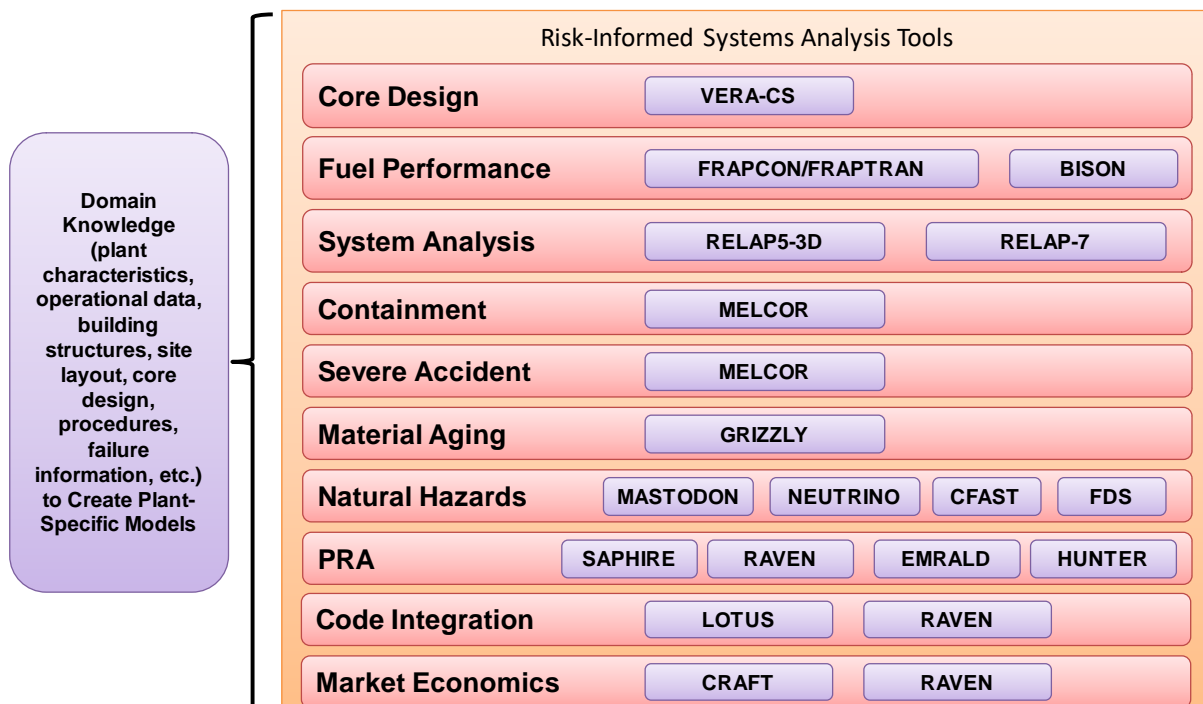 Risk-Informed Systems Analysis Tools
Domain
Knowledge
(plant
characteristics,
operational data,
building
structures, site
layout, core
design,
procedures,
failure
information, etc.)
to Create Plant-
Specific Models
Core Design VERA-CS
Fuel Performance FRAPCON/FRAPTRAN BISON
System Analysis RELAP5-3D RELAP-7
Containment MELCOR
Severe Accident MELCOR
Material Aging GRIZZLY
Natural Hazards MASTODON NEUTRINO CFAST FDS
PRA SAPHIRE RAVEN EMRALD HUNTER
Code Integration LOTUS RAVEN
Market Economics CRAFT RAVEN